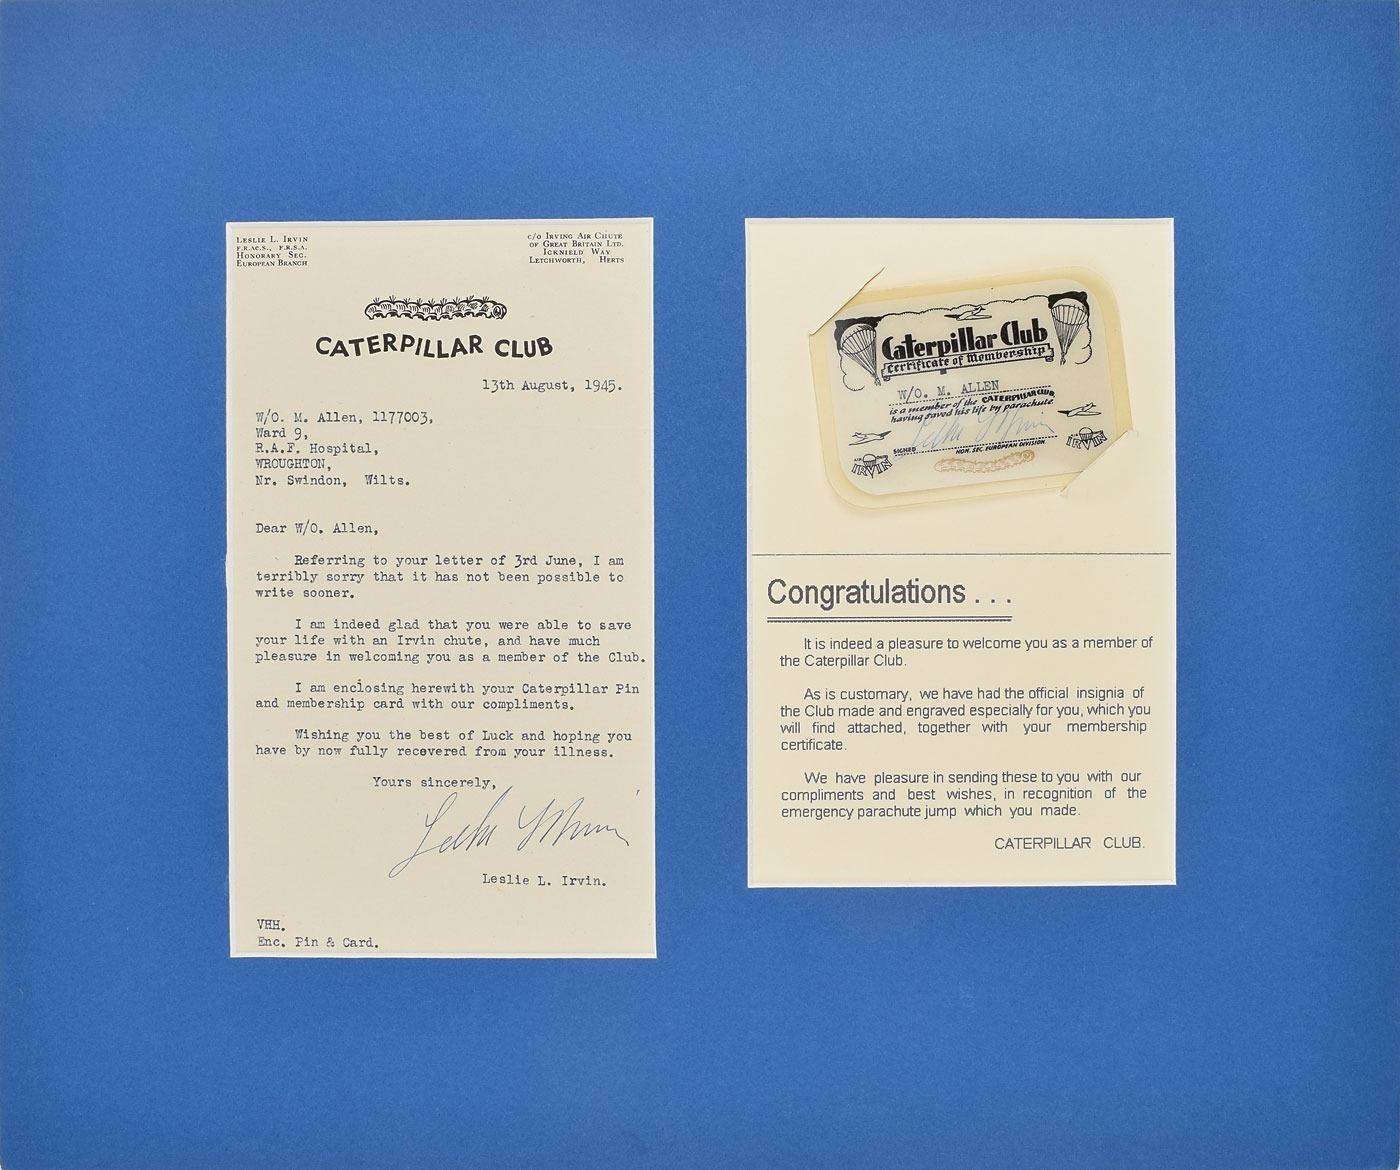 LESLIE L. IRVIN
F.R.AE.S., F.R.S.A.
HONORARY SEC.
EUROPEAN BRANCH
c/o IRVING AIR CHUTE
OF GREAT BRITAIN LTD.
ICKNIELD WAY
LETCHWORTH, HERTS
CATERPILLAR CLUB
13th August, 1945.
W/O. M. Allen, 1177003,
Ward 9,
R.A.F. Hospital,
WROUGHTON,
Nr. Swindon, Wilts.
Dear W/O. Allen,
Referring to your letter of 3rd June, I am
terribly sorry that it has not been possible to
write sooner.
I am indeed glad that you were able to save
your life with an Irvin chute, and have much
pleasure in welcoming you as a member of the Club.
I am enclosing herewith your Caterpillar Pin
and membership card with our compliments.
Wishing you the best of Luck and hoping you
have by now fully recovered from your illness.
Yours sincerely,
Leslie L. Irvin
Leslie L. Irvin.
VHH.
Enc. Pin & Card.
Caterpillar Club
Certificate of Membership
W/O. M. ALLEN
is a member of the CATERPILLAR CLUB,
having saved his life by parachute.
Leslie L Irvin
SIGNED
HON. SEC. EUROPEAN DIVISION.
IRVIN
IRVIN
Congratulations . . .
It is indeed a pleasure to welcome you as a member of
the Caterpillar Club.
As is customary, we have had the official insignia of
the Club made and engraved especially for you, which you
will find attached, together with your membership
certificate.
We have pleasure in sending these to you with our
compliments and best wishes, in recognition of the
emergency parachute jump which you made.
CATERPILLAR CLUB.